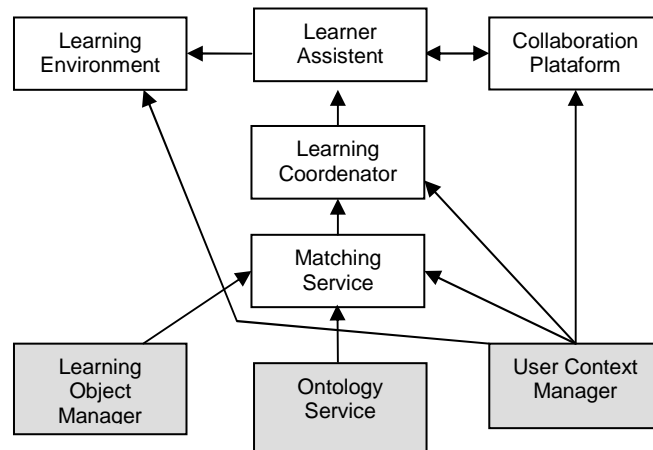 Learning
Environment
Learner
Assistent
Collaboration
Plataform
Learning
Coordenator
Matching
Service
Learning
Object
Manager
Ontology
Service
User Context
Manager